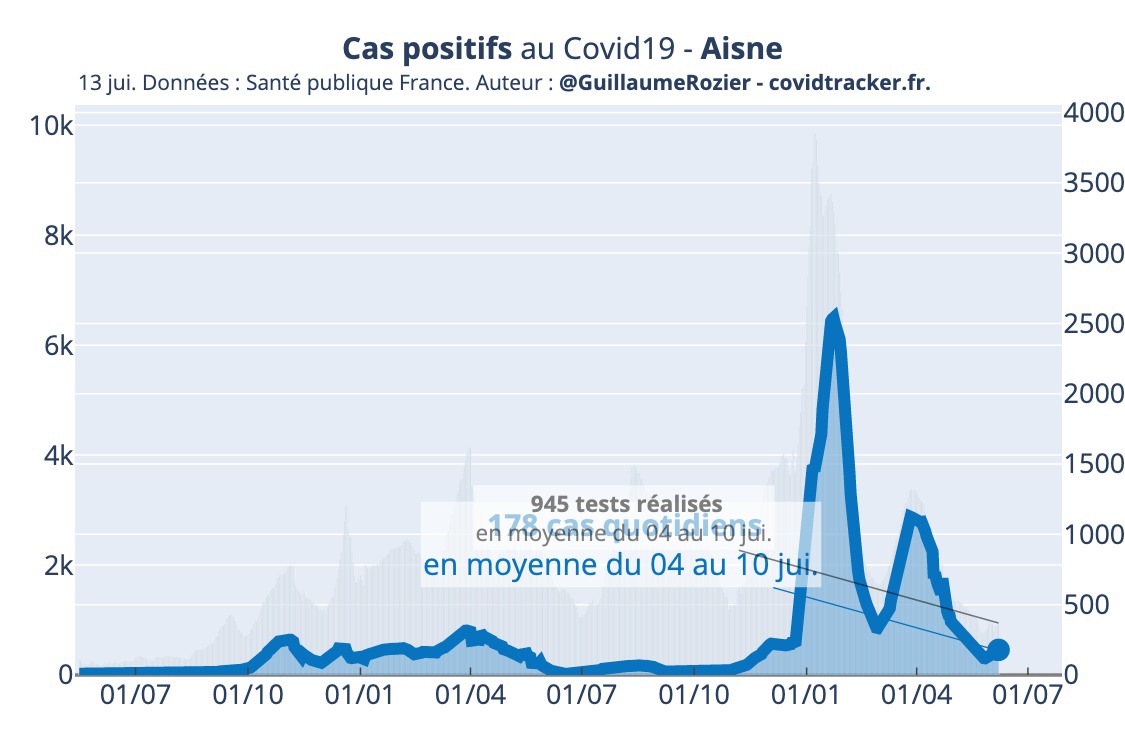 Cas positifs au Covid19 - Aisne
13 jui. Données : Santé publique France. Auteur : @GuillaumeRozier - covidtracker.fr.
10k
8k
6k
4k
2k
0
4000
3500
3000
2500
2000
1500
1000
500
0
945 tests réalisés
en moyenne du 04 au 10 jui.
178 cas quotidiens
en moyenne du 04 au 10 jui.
01/07 01/10 01/01 01/04 01/07 01/10 01/01 01/04 01/07